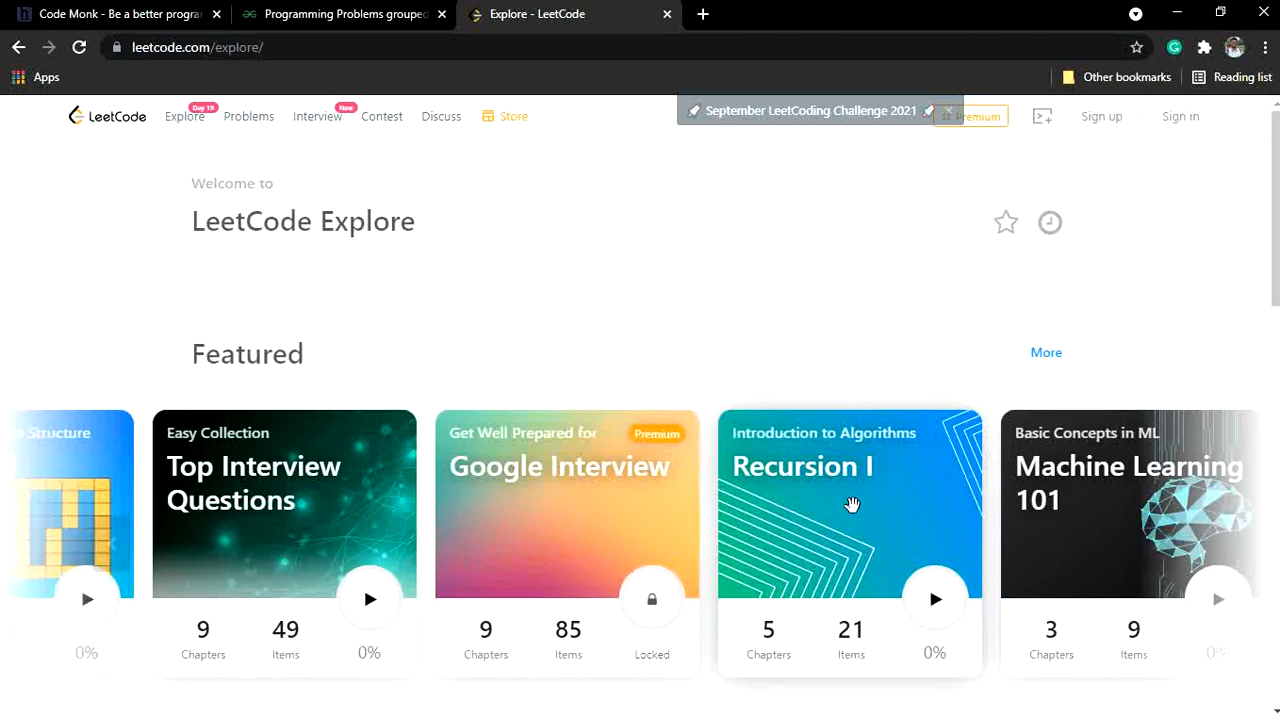 Code Monk - Be a better progra
Programming Problems grouped
Explore - LeetCode
leetcode.com/explore/
Apps
Other bookmarks
Reading list
LeetCode
Explore
Day 19
Problems
Interview
New
Contest
Discuss
Store
September LeetCoding Challenge 2021
Premium
Sign up
Sign in
Welcome to
LeetCode Explore
Featured
More
Structure
0%
Easy Collection
Top Interview
Questions
9
Chapters
49
Items
0%
Get Well Prepared for
Premium
Google Interview
9
Chapters
85
Items
Locked
Introduction to Algorithms
Recursion I
5
Chapters
21
Items
0%
Basic Concepts in ML
Machine Learning
101
3
Chapters
9
Items
0%